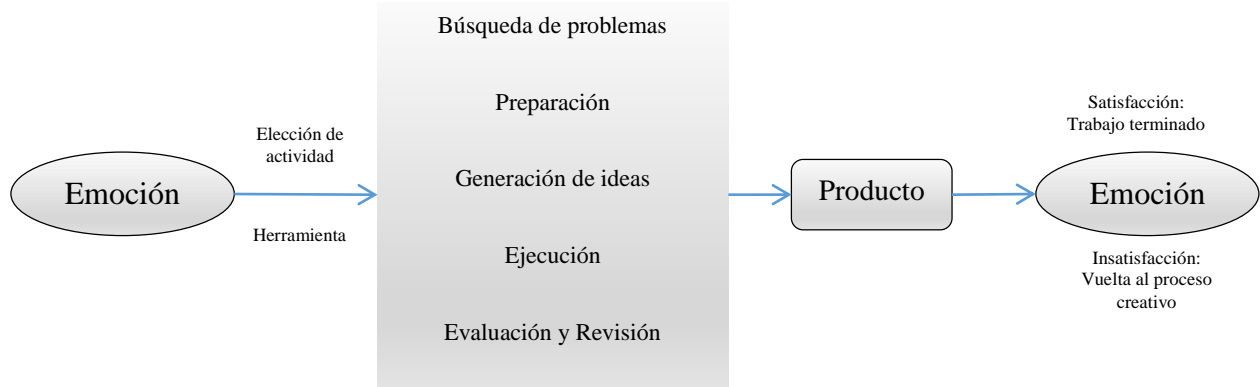 Emoción
Elección de
actividad
Herramienta
Búsqueda de problemas
Preparación
Generación de ideas
Ejecución
Evaluación y Revisión
Producto
Satisfacción:
Trabajo terminado
Emoción
Insatisfacción:
Vuelta al proceso
creativo